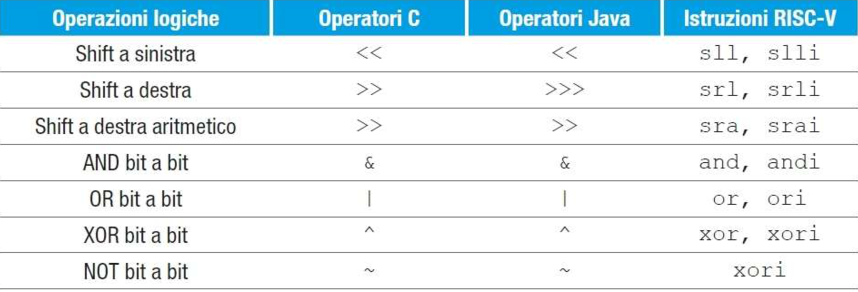 Operazioni logiche Operatori C Operatori Java Istruzioni RISC-V
Shift a sinistra << << sll, slli
Shift a destra >> >>> srl, srli
Shift a destra aritmetico >> >> sra, srai
AND bit a bit & & and, andi
OR bit a bit | | or, ori
XOR bit a bit ^ ^ xor, xori
NOT bit a bit ~ ~ xori